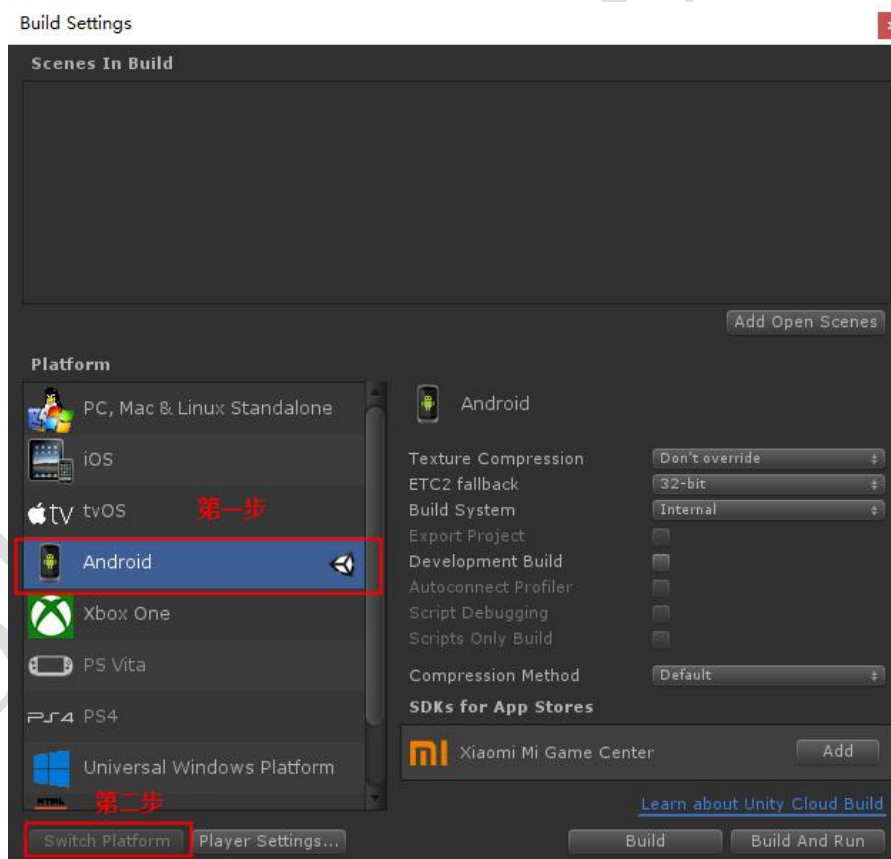 Build Settings
Scenes In Build
Add Open Scenes
Platform
PC, Mac & Linux Standalone
iOS
tvOS
第一步
Android
Xbox One
PS Vita
PS4
Universal Windows Platform
HTML
第二步
Switch Platform
Player Settings...
Android
Texture Compression
Don't override
ETC2 fallback
32-bit
Build System
Internal
Export Project
Development Build
Autoconnect Profiler
Script Debugging
Scripts Only Build
Compression Method
Default
SDKs for App Stores
Xiaomi Mi Game Center
Add
Learn about Unity Cloud Build
Build
Build And Run